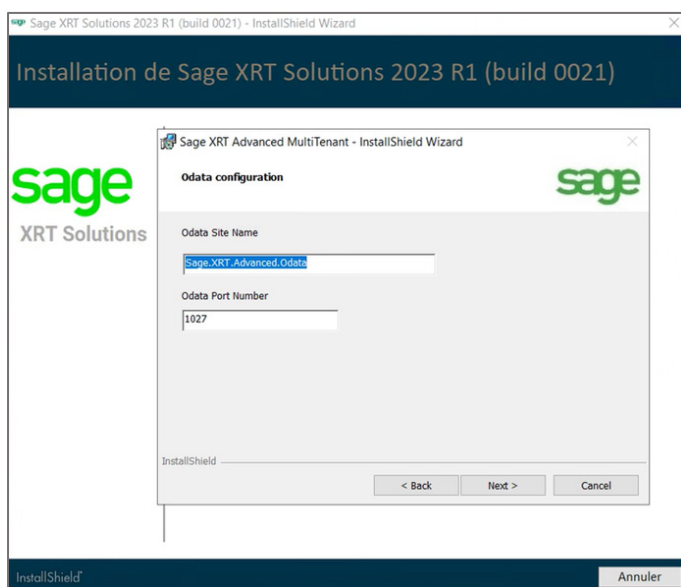 Sage XRT Solutions 2023 R1 (build 0021) - InstallShield Wizard
Installation de Sage XRT Solutions 2023 R1 (build 0021)
sage
XRT Solutions
Sage XRT Advanced MultiTenant - InstallShield Wizard
Odata configuration
sage
Odata Site Name
Sage.XRT.Advanced.Odata
Odata Port Number
1027
InstallShield
< Back
Next >
Cancel
InstallShield
Annuler